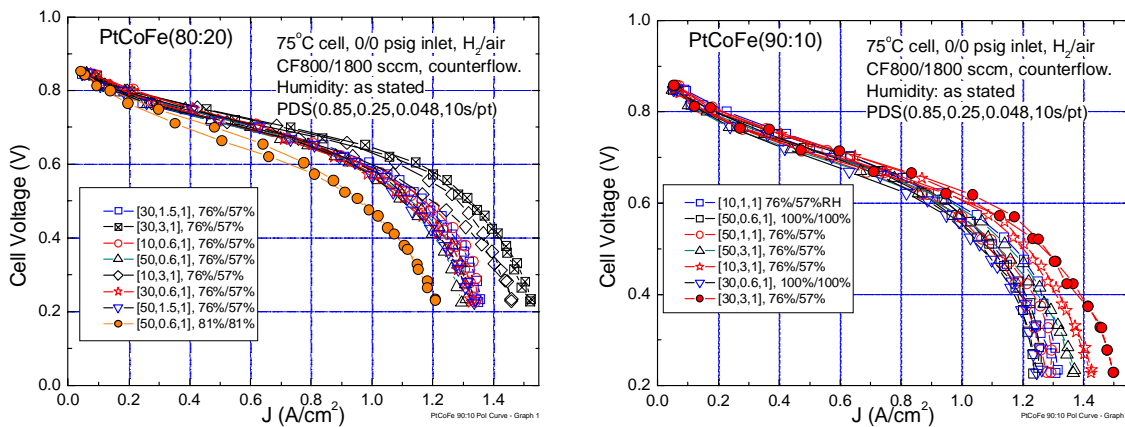 PtCoFe(80:20)
75°C cell, 0/0 psig inlet, H2/air
CF800/1800 sccm, counterflow.
Humidity: as stated
PDS(0.85,0.25,0.048,10s/pt)
Cell Voltage (V)
1.0
0.8
0.6
0.4
0.2
0.0
[30,1.5,1], 76%/57%
[30,3,1], 76%/57%
[10,0.6,1] 76%/57%
[50,0.6,1] 76%/57%
[10,3,1], 76%/57%
[30,0.6,1] 76%/57%
[50,1.5,1] 76%/57%
[50,0.6,1] 81%/81%
0.0 0.2 0.4 0.6 0.8 1.0 1.2 1.4
J (A/cm2)
PtCoFe 90:10 Pol Curve - Graph 1
PtCoFe(90:10)
75°C cell, 0/0 psig inlet, H2/air
CF800/1800 sccm, counterflow.
Humidity: as stated
PDS(0.85,0.25,0.048,10s/pt)
Cell Voltage (V)
1.0
0.8
0.6
0.4
0.2
[10,1,1] 76%/57%RH
[50,0.6,1] 100%/100%
[50,1,1] 76%/57%
[50,3,1] 76%/57%
[10,3,1] 76%/57%
[30,0.6,1] 100%/100%
[30,3,1] 76%/57%
0.0 0.2 0.4 0.6 0.8 1.0 1.2 1.4
J (A/cm2)
PtCoFe 90:10 Pol Curve - Graph 1